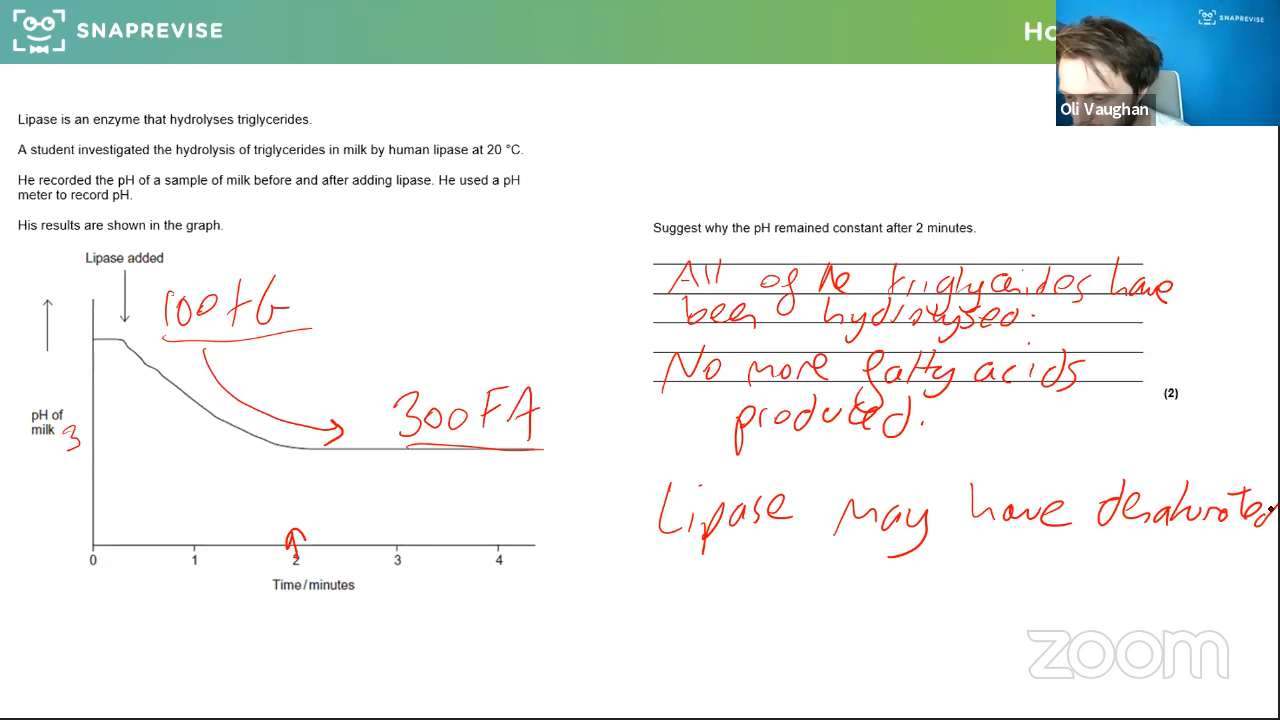 SNAPREVISE
Ho
SNAPREVISE
Oli Vaughan
Lipase is an enzyme that hydrolyses triglycerides.
A student investigated the hydrolysis of triglycerides in milk by human lipase at 20 °C.
He recorded the pH of a sample of milk before and after adding lipase. He used a pH
meter to record pH.
His results are shown in the graph.
Lipase added
100 TG
300 FA
pH of
milk 3
0 1 2 3 4
Time / minutes
Suggest why the pH remained constant after 2 minutes.
All of the triglycerides have
been hydrolysed.
No more fatty acids
(2)
produced.
Lipase may have denatured
zoom